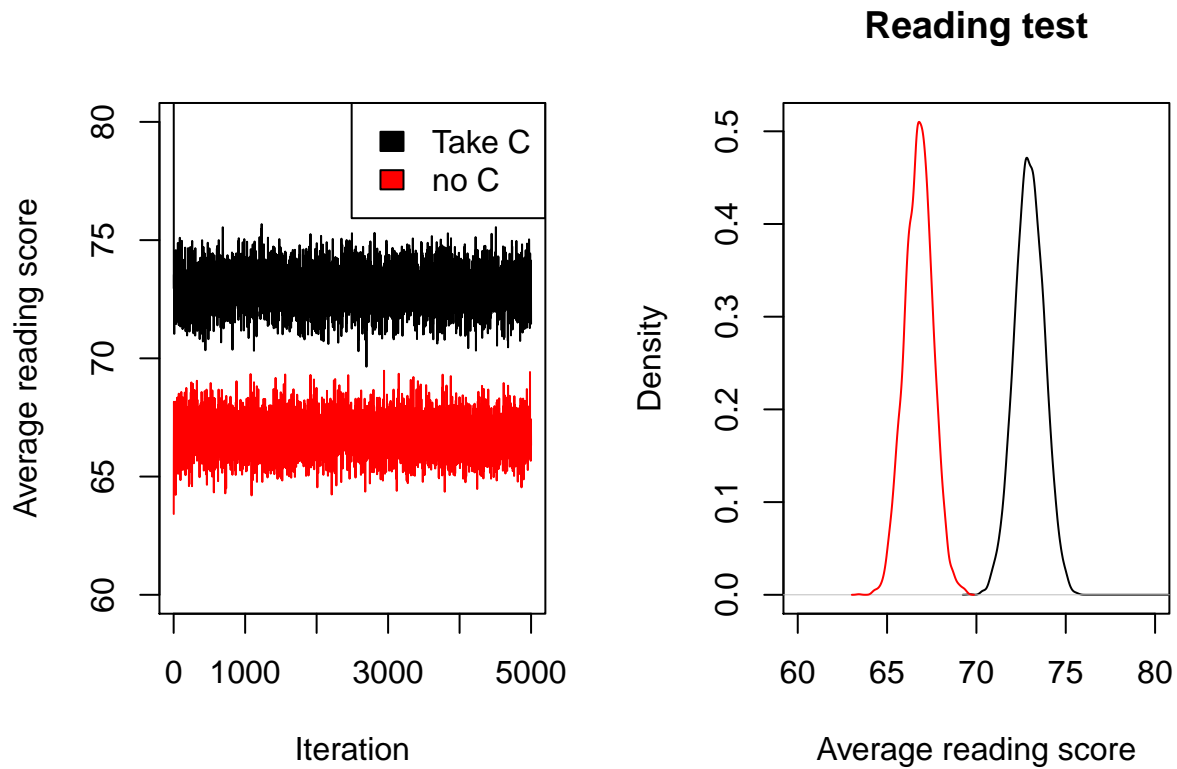 Reading test
Average reading score
60 65 70 75 80
Take C
no C
0 1000 3000 5000
Iteration
Density
0.0 0.1 0.2 0.3 0.4 0.5
60 65 70 75 80
Average reading score